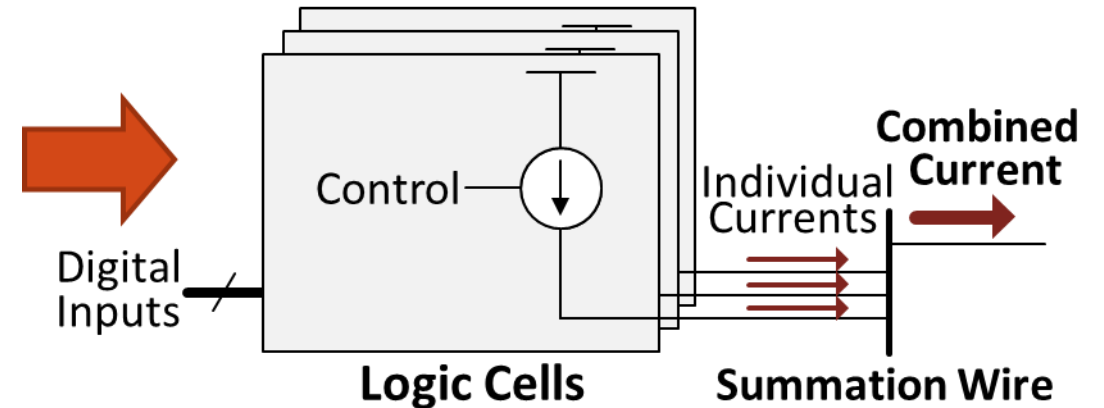 Digital
Inputs
Control
Logic Cells
Individual
Currents
Combined
Current
Summation Wire